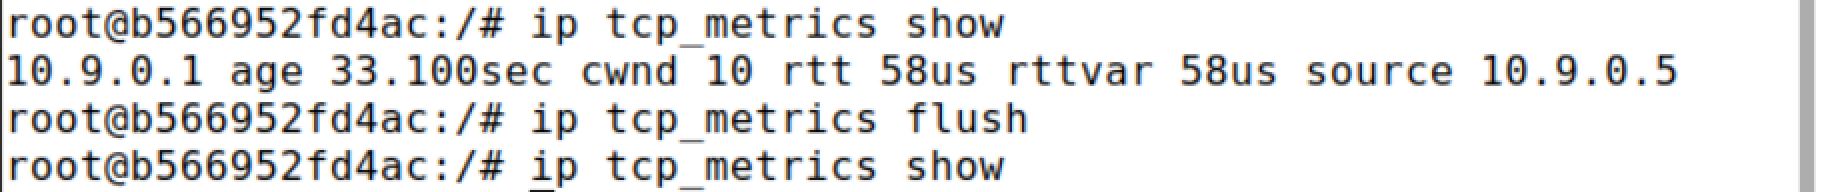 root@b566952fd4ac:/# ip tcp_metrics show
10.9.0.1 age 33.100sec cwnd 10 rtt 58us rttvar 58us source 10.9.0.5
root@b566952fd4ac:/# ip tcp_metrics flush
root@b566952fd4ac:/# ip tcp_metrics show